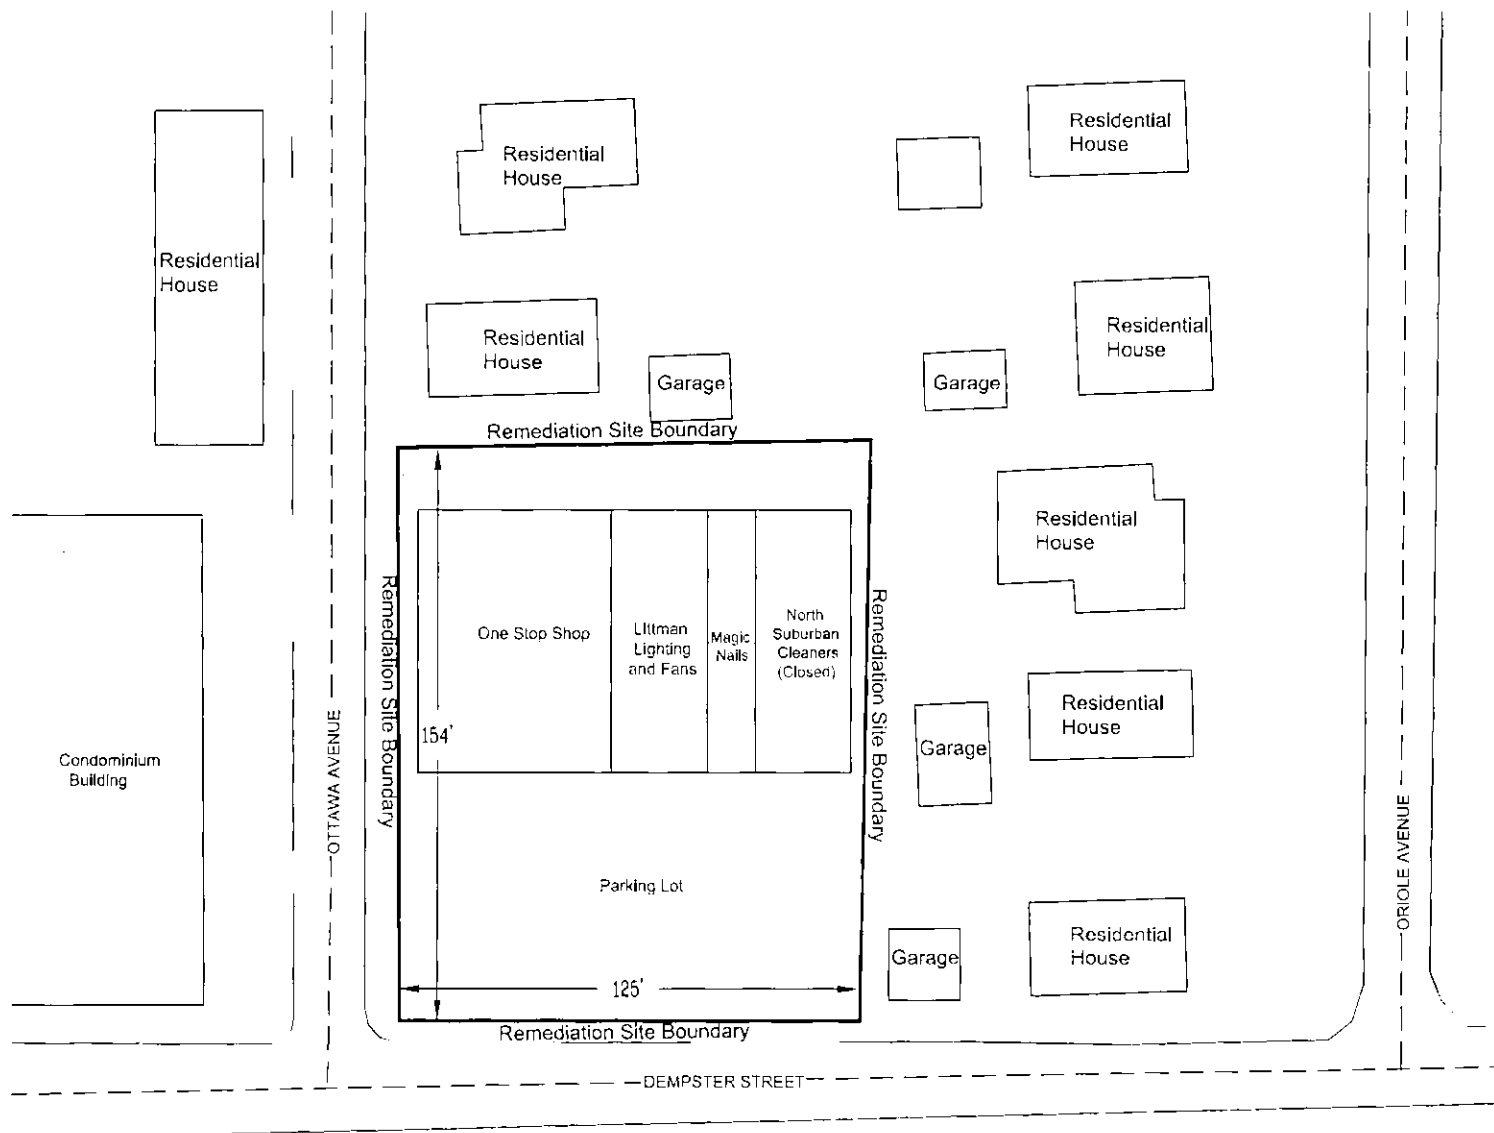 Residential
House
Residential
House
Residential
House
Residential
House
Residential
House
Garage
Garage
Residential
House
Remediation Site Boundary
Residential
House
Remediation Site Boundary
One Stop Shop
Littman
Lighting
and Fans
Magic
Nails
North
Suburban
Cleaners
(Closed)
Remediation Site Boundary
154'
Residential
House
Garage
Condominium
Building
OTTAWA AVENUE
ORIOLE AVENUE
Parking Lot
Residential
House
Garage
125'
Remediation Site Boundary
DEMPSTER STREET